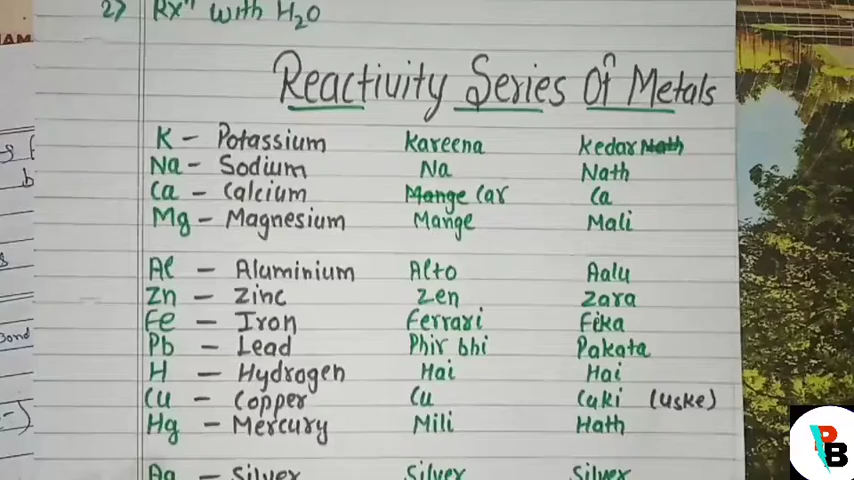 2) Rxn with H2O
Reactivity Series Of Metals
K - Potassium Kareena Kedar Nath
Na - Sodium Na Nath
Ca - Calcium Mange Car Ca
Mg - Magnesium Mange Mali
Al - Aluminium Alto Aalu
Zn - Zinc Zen Zara
Fe - Iron Ferrari Fika
Pb - Lead Phir bhi Pakata
H - Hydrogen Hai Hai
Cu - Copper Cu Cuki (uske)
Hg - Mercury Mili Hath
Ag - Silver Silver Silver
Bond
PB